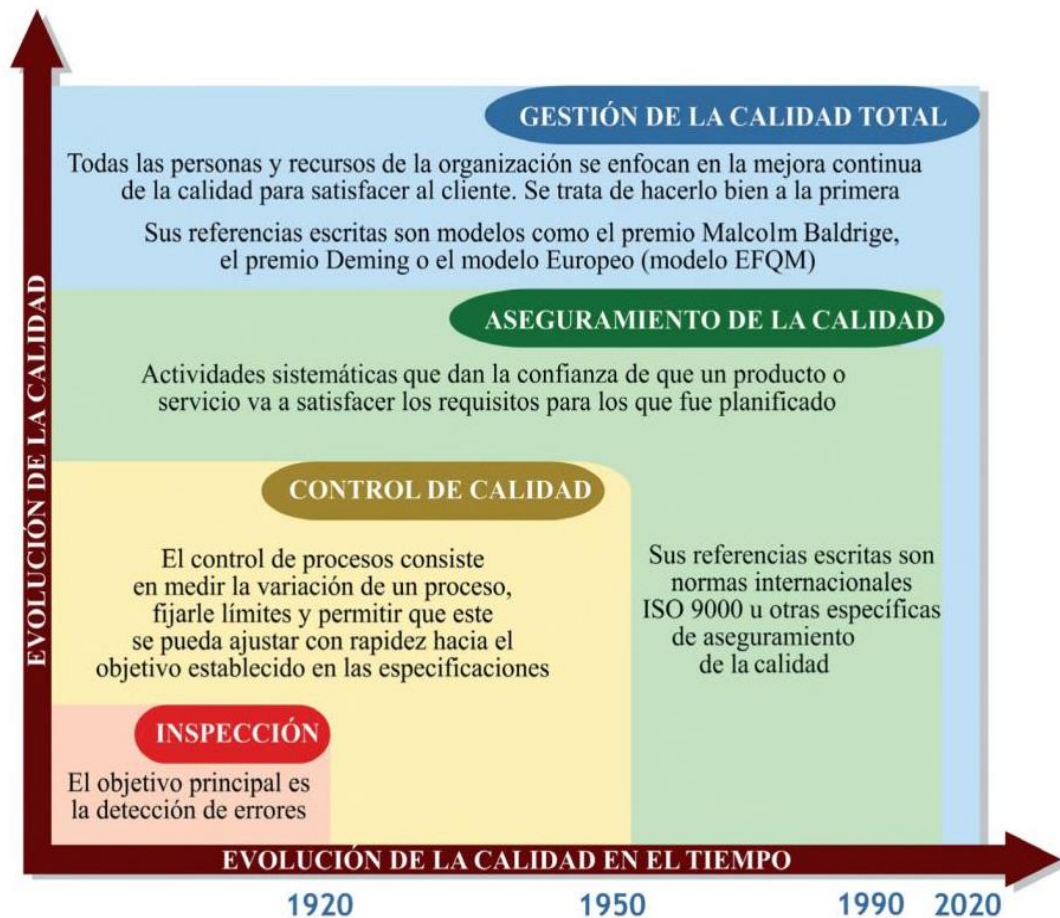 GESTIÓN DE LA CALIDAD TOTAL
Todas las personas y recursos de la organización se enfocan en la mejora continua
de la calidad para satisfacer al cliente. Se trata de hacerlo bien a la primera
Sus referencias escritas son modelos como el premio Malcolm Baldrige,
el premio Deming o el modelo Europeo (modelo EFQM)
ASEGURAMIENTO DE LA CALIDAD
Actividades sistemáticas que dan la confianza de que un producto o
servicio va a satisfacer los requisitos para los que fue planificado
CONTROL DE CALIDAD
El control de procesos consiste
en medir la variación de un proceso,
fijarle límites y permitir que este
se pueda ajustar con rapidez hacia el
objetivo establecido en las especificaciones
Sus referencias escritas son
normas internacionales
ISO 9000 u otras específicas
de aseguramiento
de la calidad
INSPECCIÓN
El objetivo principal es
la detección de errores
EVOLUCIÓN DE LA CALIDAD
EVOLUCIÓN DE LA CALIDAD EN EL TIEMPO
1920 1950 1990 2020